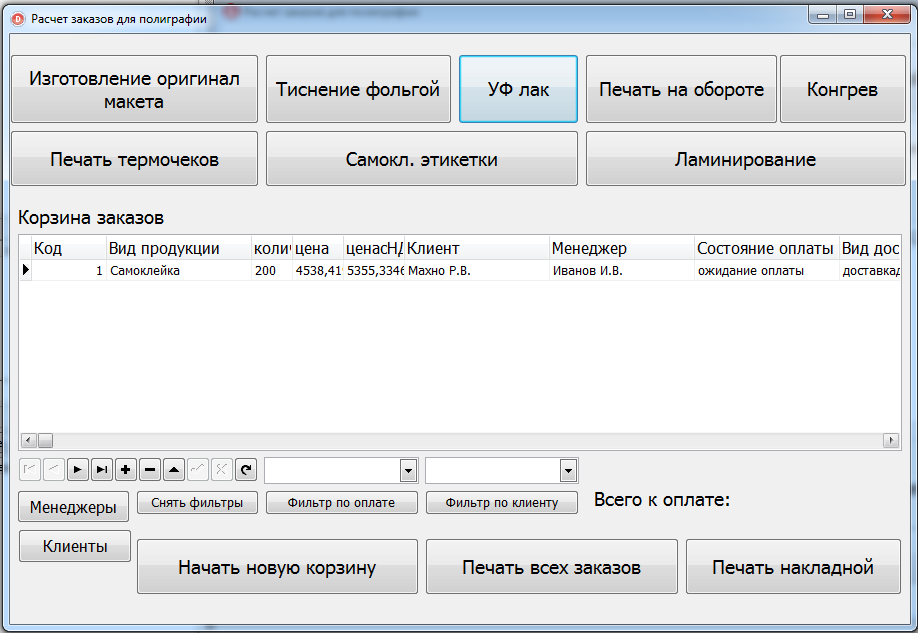 Расчет заказов для полиграфии
Изготовление оригинал
макета
Тиснение фольгой
УФ лак
Печать на обороте
Конгрев
Печать термочеков
Самокл. этикетки
Ламинирование
Корзина заказов
Код Вид продукции коли цена ценасНД Клиент Менеджер Состояние оплаты Вид дос
1 Самоклейка 200 4538,41 5355,3346 Махно Р.В. Иванов И.В. ожидание оплаты доставка
Менеджеры
Снять фильтры
Фильтр по оплате
Фильтр по клиенту
Всего к оплате:
Клиенты
Начать новую корзину
Печать всех заказов
Печать накладной